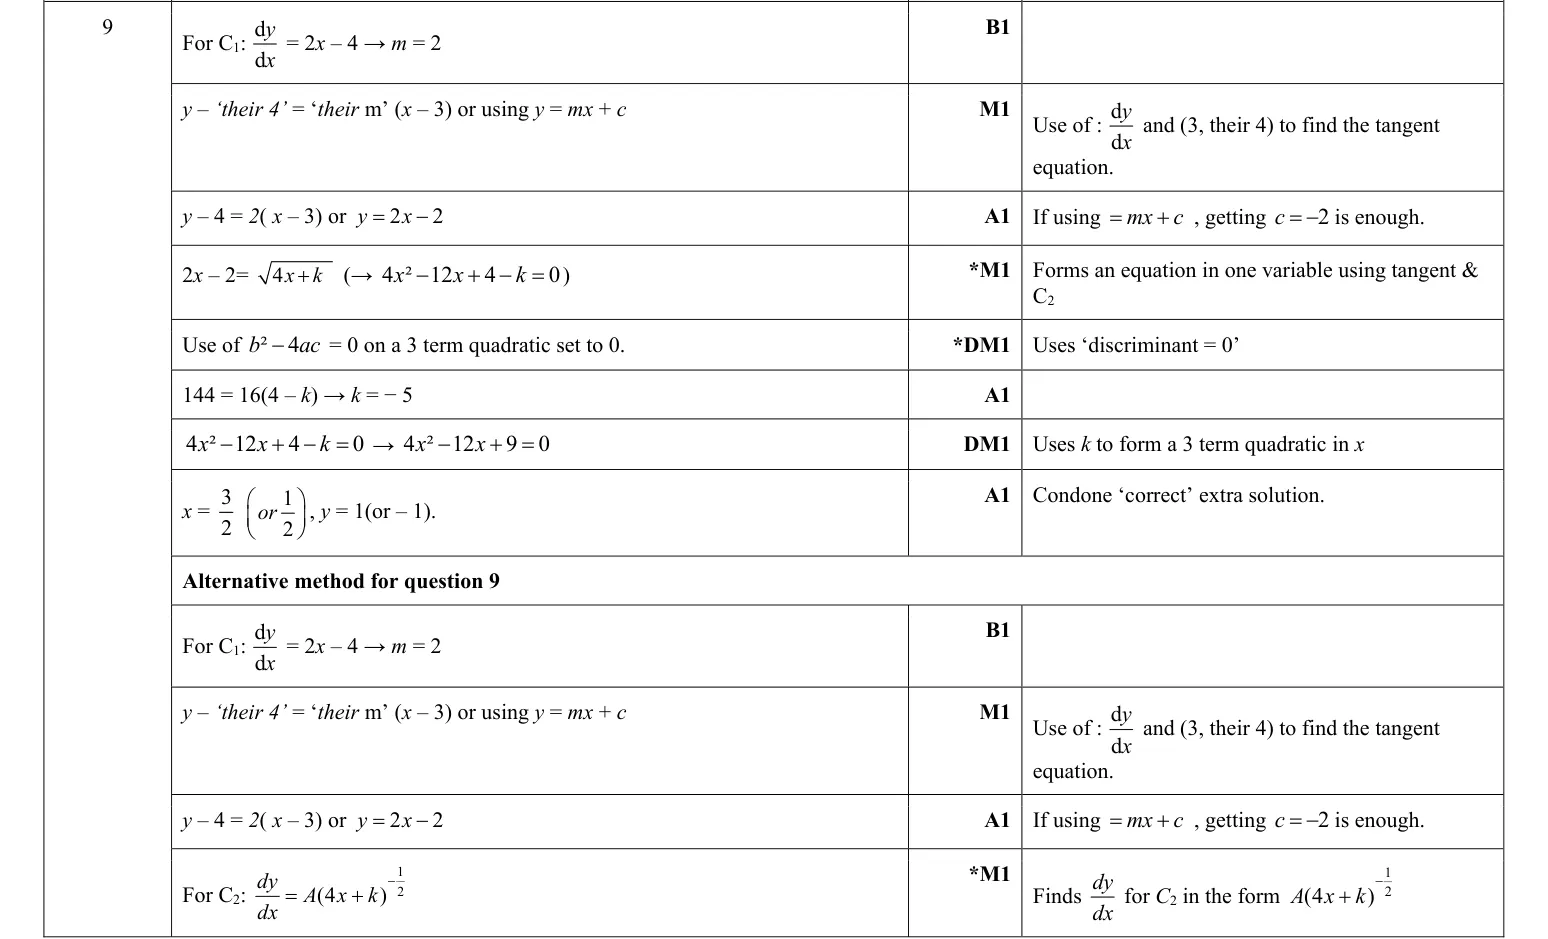 9
For C₁: dy/dx = 2x – 4 → m = 2
B1
y – ‘their 4’ = ‘their m’ (x – 3) or using y = mx + c
M1
Use of : dy/dx and (3, their 4) to find the tangent
equation.
y – 4 = 2( x – 3) or y = 2x − 2
A1
If using = mx + c , getting c = −2 is enough.
2x – 2= √(4x + k) (→ 4x² −12x + 4 − k = 0 )
*M1
Forms an equation in one variable using tangent &
C₂
Use of b² − 4ac = 0 on a 3 term quadratic set to 0.
*DM1
Uses ‘discriminant = 0’
144 = 16(4 – k) → k = − 5
A1
4x² −12x + 4 − k = 0 → 4x² −12x + 9 = 0
DM1
Uses k to form a 3 term quadratic in x
x = 3/2 (or 1/2), y = 1(or – 1).
A1
Condone ‘correct’ extra solution.
Alternative method for question 9
For C₁: dy/dx = 2x – 4 → m = 2
B1
y – ‘their 4’ = ‘their m’ (x – 3) or using y = mx + c
M1
Use of : dy/dx and (3, their 4) to find the tangent
equation.
y – 4 = 2( x – 3) or y = 2x − 2
A1
If using = mx + c , getting c = −2 is enough.
For C₂: dy/dx = A(4x + k)^(−1/2)
*M1
Finds dy/dx for C₂ in the form A(4x + k)^(−1/2)